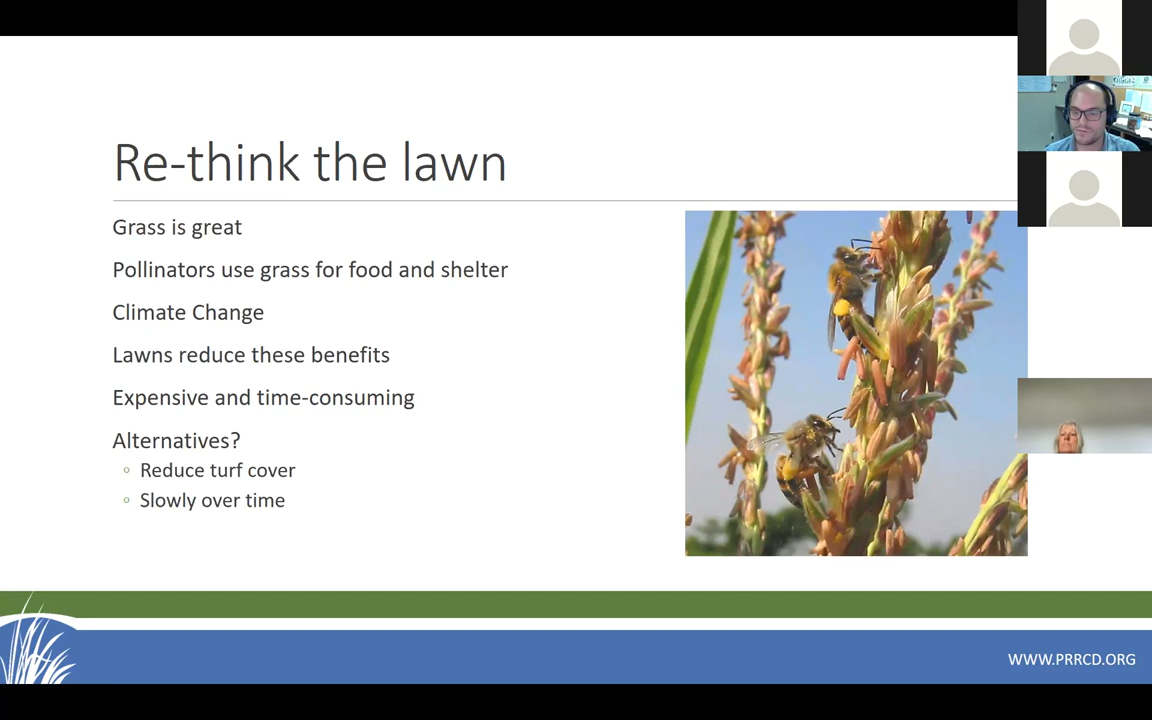 Re-think the lawn
Grass is great
Pollinators use grass for food and shelter
Climate Change
Lawns reduce these benefits
Expensive and time-consuming
Alternatives?
Reduce turf cover
Slowly over time
WWW.PRRCD.ORG